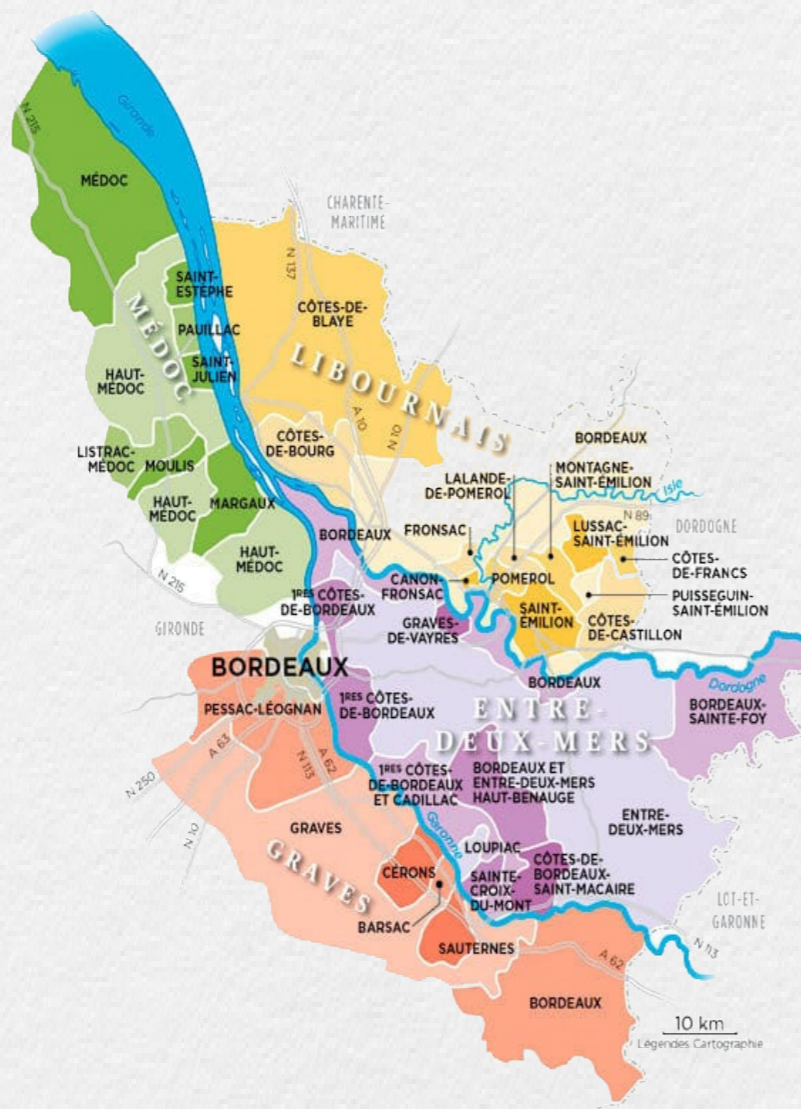 N 215
Gironde
MÉDOC
CHARENTE-
MARITIME
N 137
SAINT-
ESTÈPHE
CÔTES-DE-
BLAYE
PAUILLAC
MÉDOC
SAINT-
JULIEN
LIBOURNAIS
HAUT-
MÉDOC
A 10
N 10
CÔTES-
DE-BOURG
BORDEAUX
LISTRAC-
MÉDOC
MOULIS
LALANDE-
DE-POMEROL
MONTAGNE-
SAINT-ÉMILION
Isle
HAUT-
MÉDOC
MARGAUX
N 89
BORDEAUX
FRONSAC
LUSSAC-
SAINT-ÉMILION
DORDOGNE
HAUT-
MÉDOC
CÔTES-
DE-FRANCS
N 215
CANON-
FRONSAC
POMEROL
PUISSEGUIN-
SAINT-ÉMILION
1RES CÔTES-
DE-BORDEAUX
SAINT-
ÉMILION
GIRONDE
GRAVES-
DE-VAYRES
CÔTES-
DE-CASTILLON
BORDEAUX
BORDEAUX
Dordogne
PESSAC-LÉOGNAN
1RES CÔTES-
DE-BORDEAUX
ENTRE-
DEUX-MERS
BORDEAUX-
SAINTE-FOY
A 63
A 62
N 113
N 250
N 10
1RES CÔTES-
DE-BORDEAUX
ET CADILLAC
BORDEAUX ET
ENTRE-DEUX-MERS
HAUT-BENAUGE
GRAVES
Garonne
ENTRE-
DEUX-MERS
GRAVES
LOUPIAC
CÉRONS
SAINTE-
CROIX-
DU-MONT
CÔTES-DE-
BORDEAUX-
SAINT-MACAIRE
LOT-ET-
GARONNE
BARSAC
SAUTERNES
N 113
A 62
BORDEAUX
10 km
Légendes Cartographie